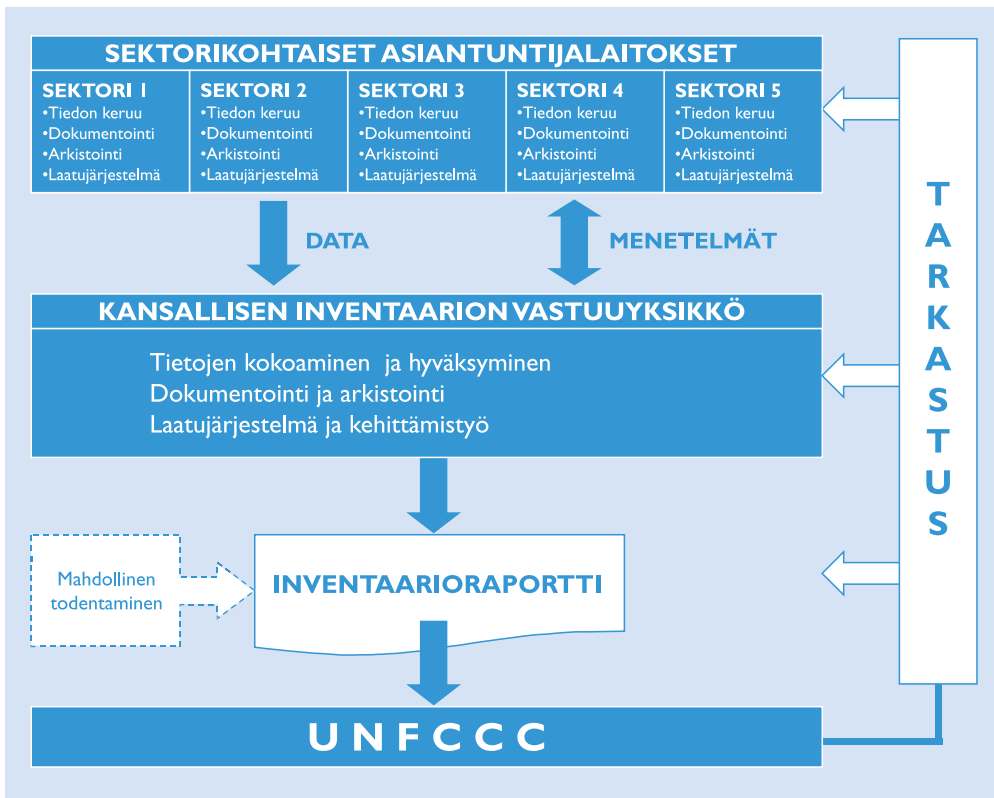 SEKTORIKOHTAISET ASIANTUNTIJALAITOKSET
SEKTORI 1
•Tiedon keruu
•Dokumentointi
•Arkistointi
•Laatujärjestelmä
SEKTORI 2
•Tiedon keruu
•Dokumentointi
•Arkistointi
•Laatujärjestelmä
SEKTORI 3
•Tiedon keruu
•Dokumentointi
•Arkistointi
•Laatujärjestelmä
SEKTORI 4
•Tiedon keruu
•Dokumentointi
•Arkistointi
•Laatujärjestelmä
SEKTORI 5
•Tiedon keruu
•Dokumentointi
•Arkistointi
•Laatujärjestelmä
DATA
MENETELMÄT
KANSALLISEN INVENTAARION VASTUUYKSIKKÖ
Tietojen kokoaminen ja hyväksyminen
Dokumentointi ja arkistointi
Laatujärjestelmä ja kehittämistyö
Mahdollinen
todentaminen
INVENTAARIORAPORTTI
UNFCCC
TARKASTUS